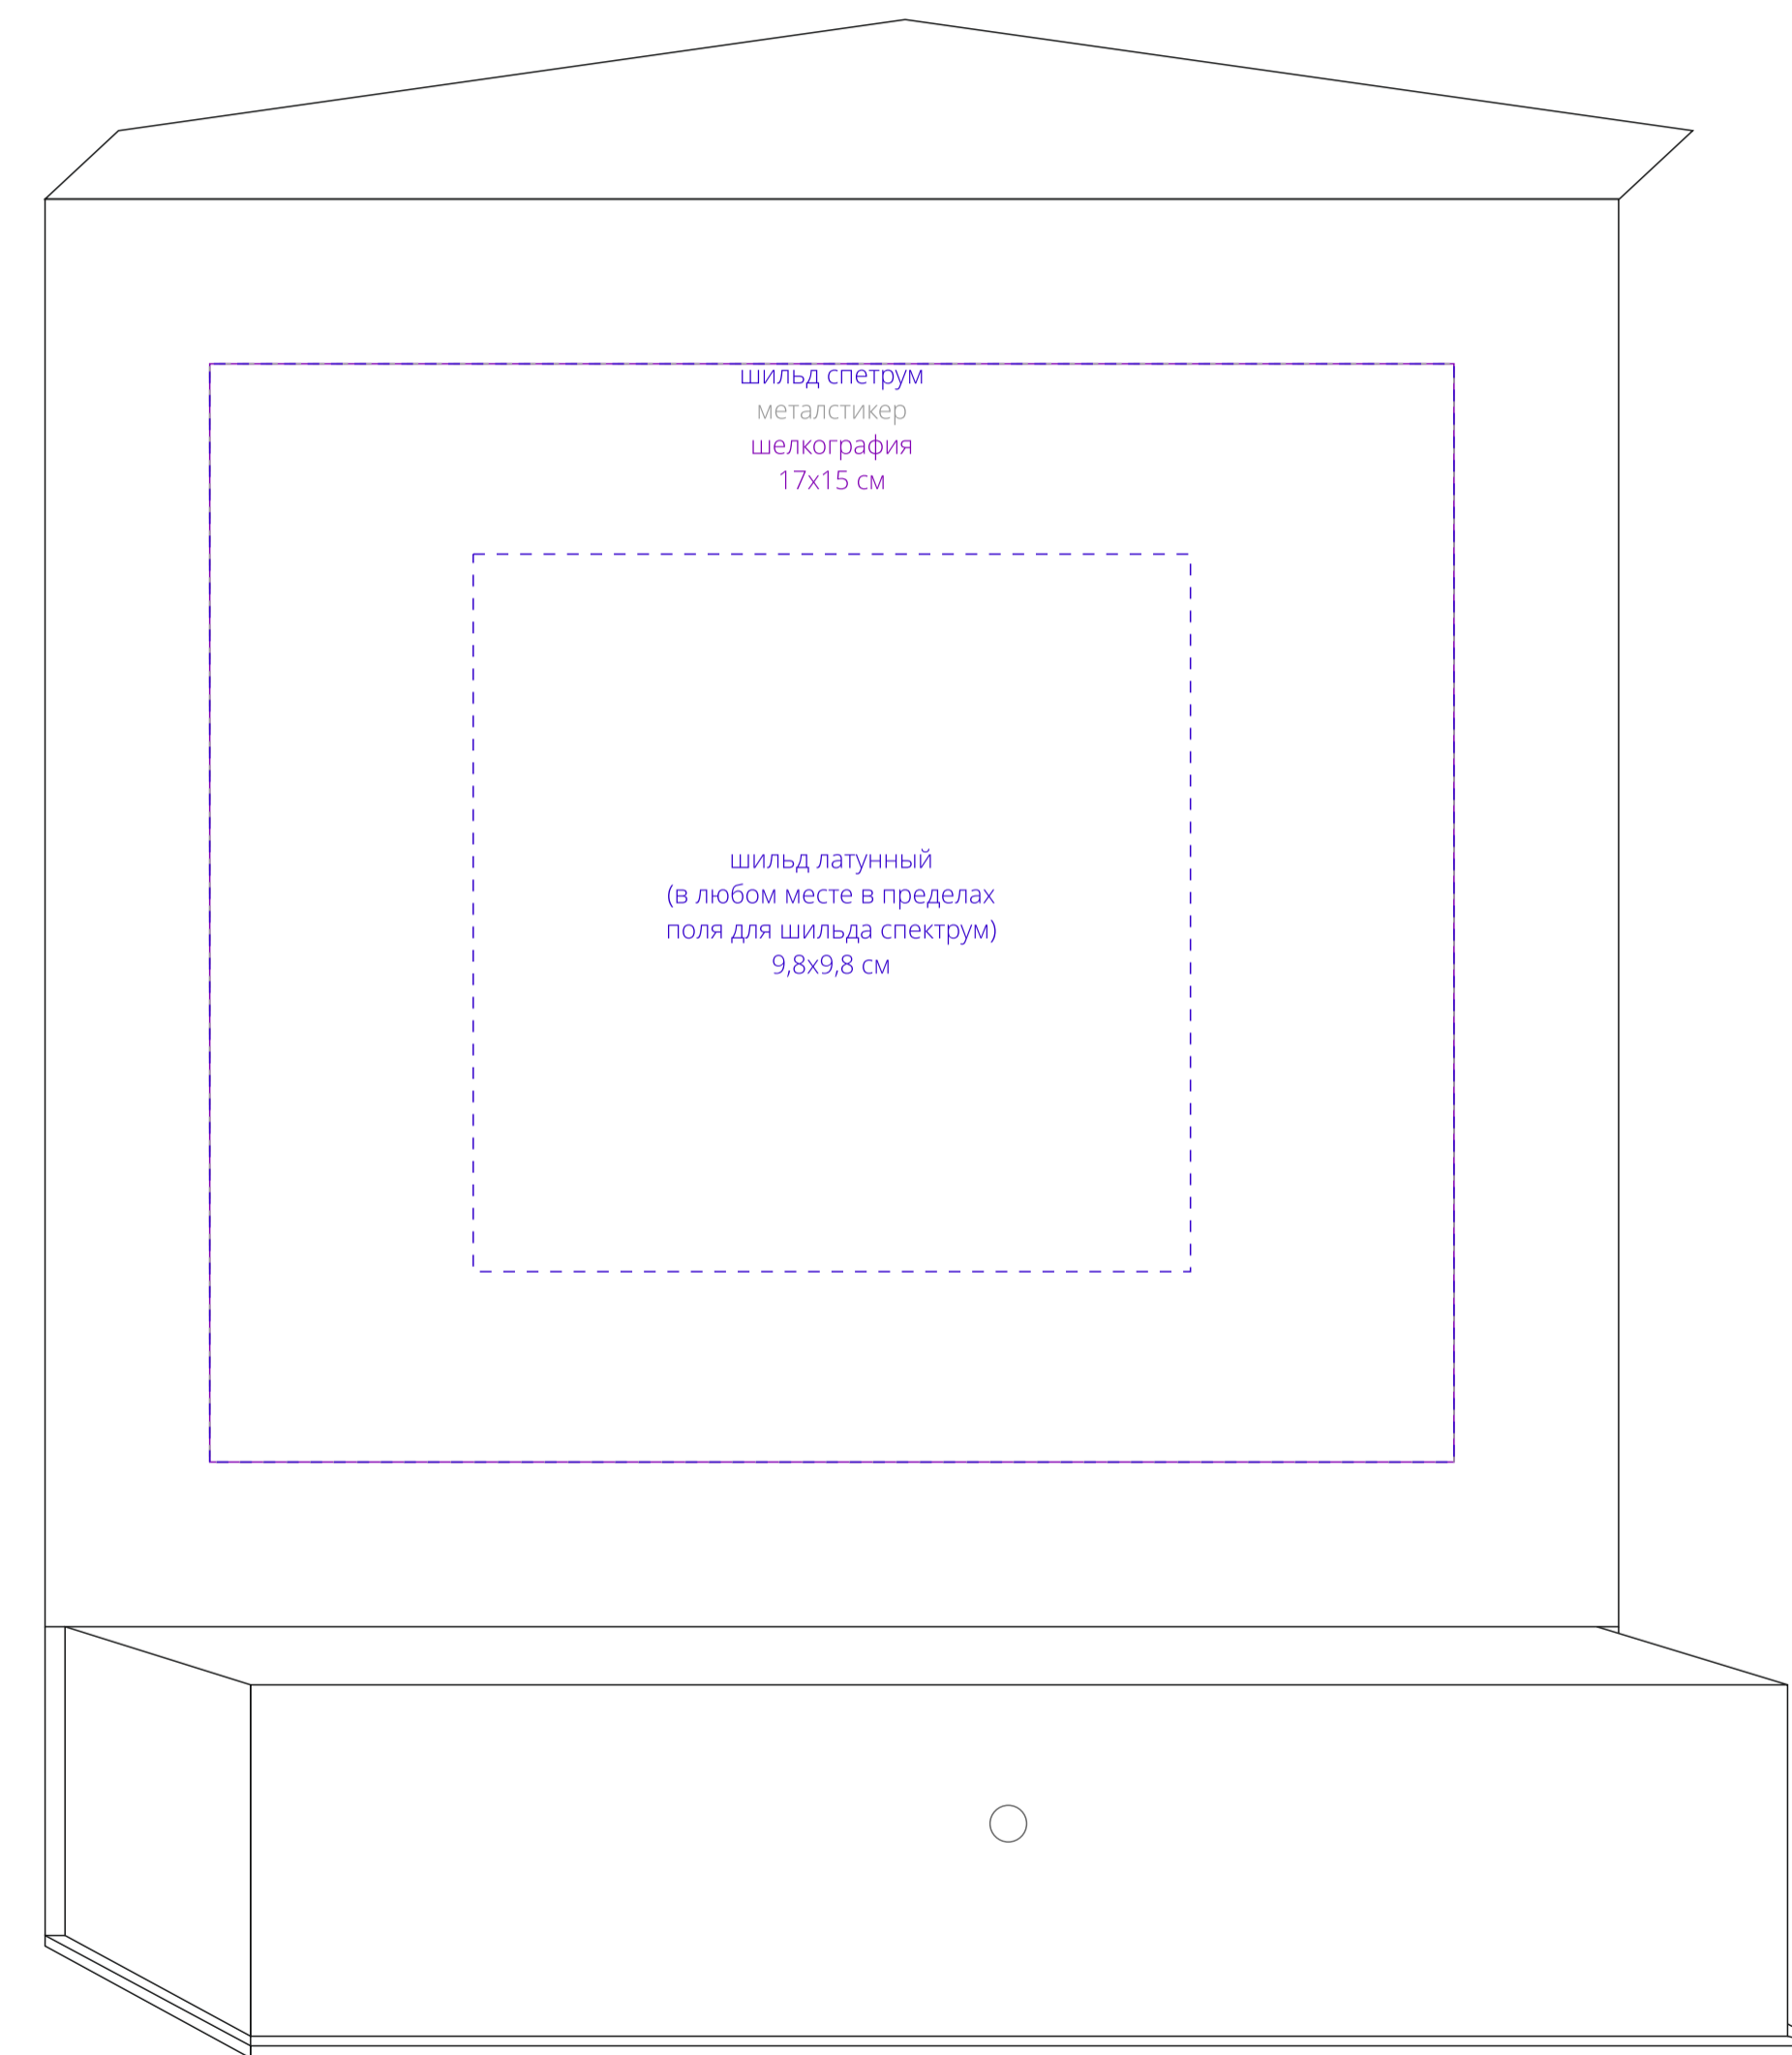 шильд спетрум
металстикер
шелкография
17х15 см
шильд латунный
(в любом месте в пределах
поля для шильда спектрум)
9,8х9,8 см